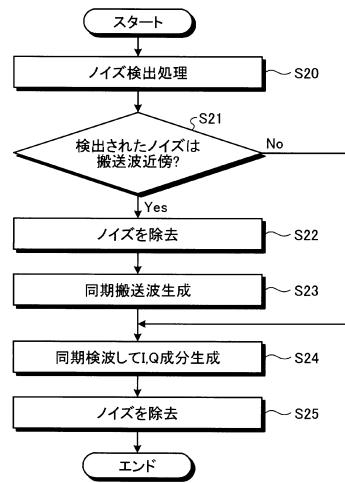 スタート
ノイズ検出処理
S20
S21
検出されたノイズは
搬送波近傍?
No
Yes
ノイズを除去
S22
同期搬送波生成
S23
同期検波してI,Q成分生成
S24
ノイズを除去
S25
エンド